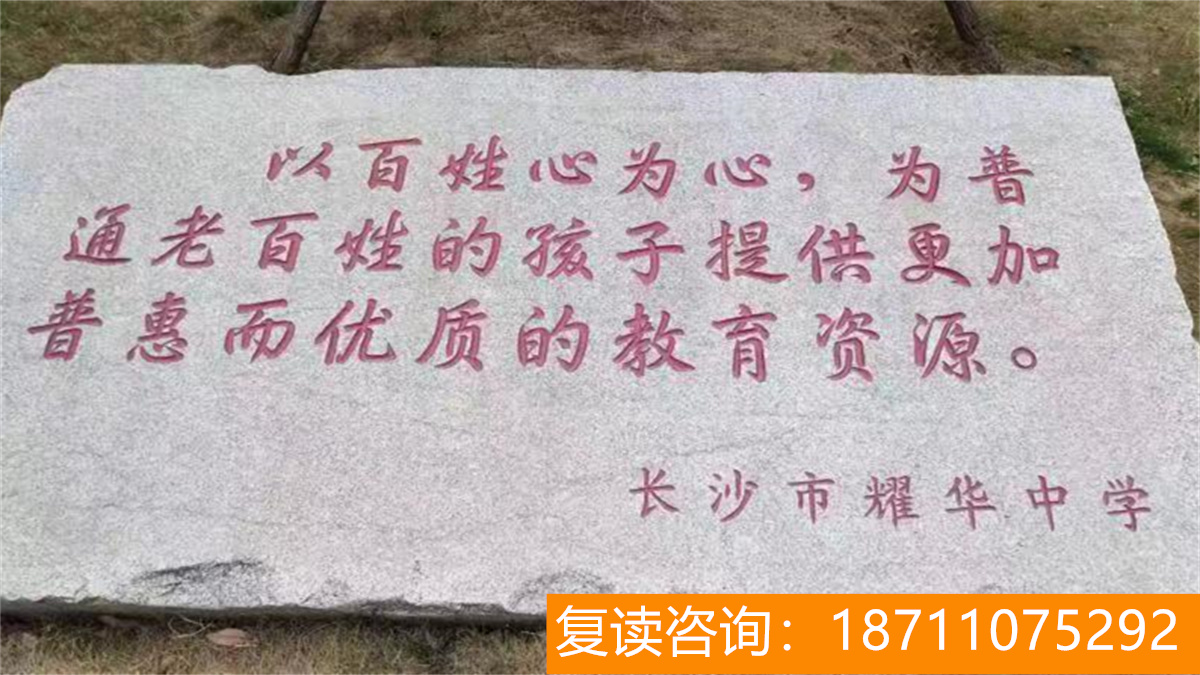 以百姓心为心，为普
通老百姓的孩子提供更加
普惠而优质的教育资源。
长沙市耀华中学
复读咨询：18711075292